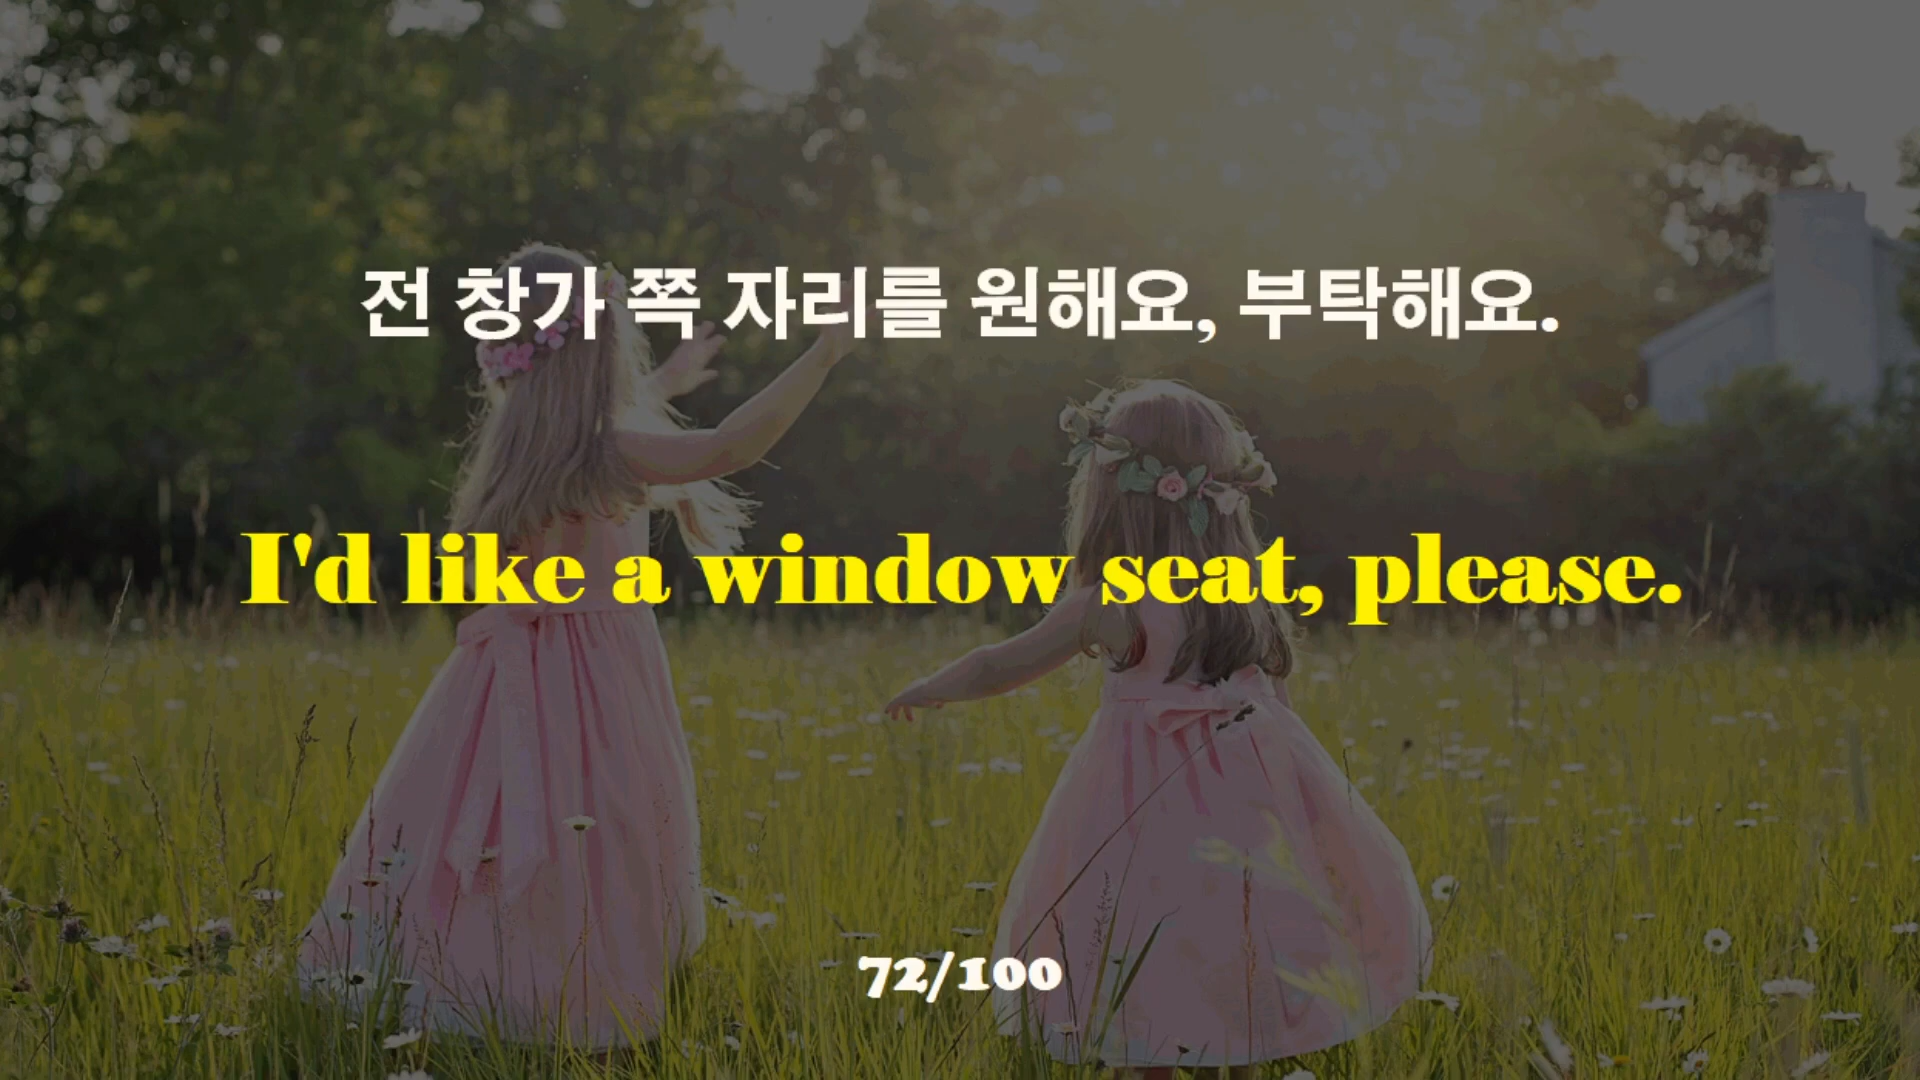 전 창가 쪽 자리를 원해요, 부탁해요.
I'd like a window seat, please.
72/100